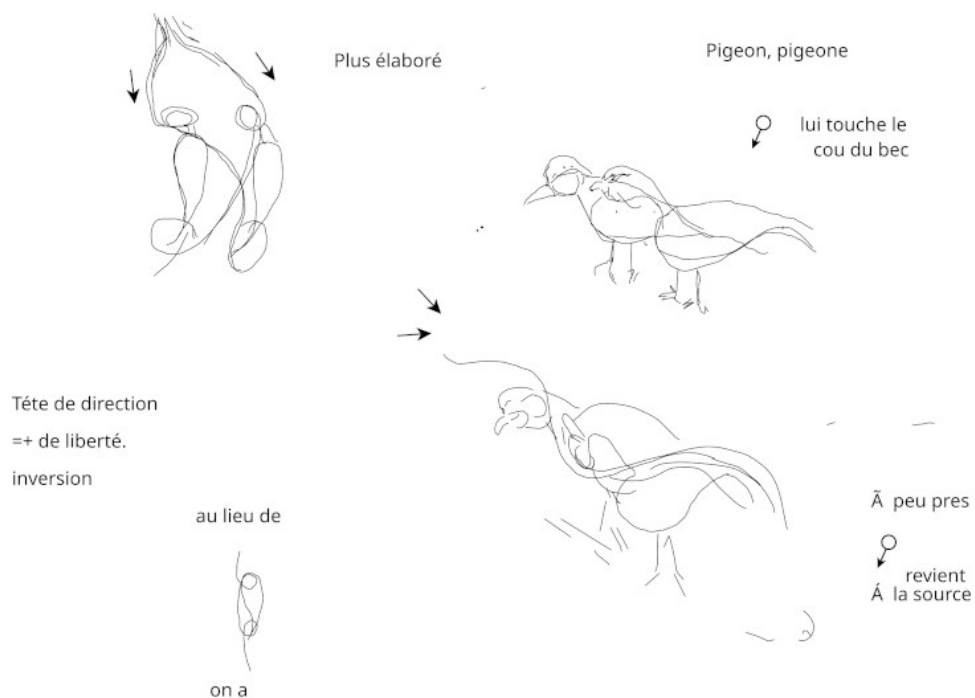 Plus élaboré
Pigeon, pigeone
lui touche le
cou du bec
Téte de direction
=+ de liberté.
inversion
au lieu de
on a
Ã peu pres
revient
Á la source